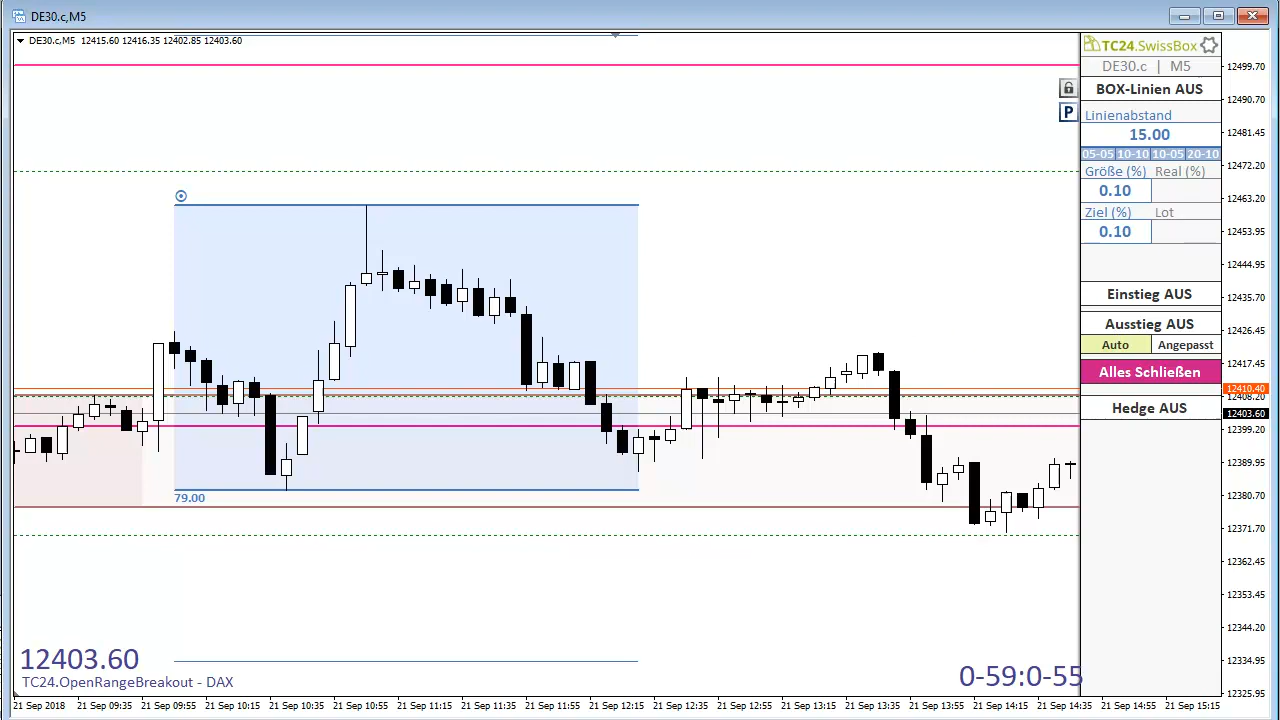 DE30.c,M5
DE30.c,M5 12415.60 12416.35 12402.85 12403.60
TC24.SwissBox
DE30.c | M5
BOX-Linien AUS
Linienabstand
15.00
05-05 10-10 10-05 20-10
Größe (%) Real (%)
0.10
Ziel (%) Lot
0.10
Einstieg AUS
Ausstieg AUS
Auto Angepasst
Alles Schließen
Hedge AUS
P
79.00
12403.60
TC24.OpenRangeBreakout - DAX
0-59:0-55
12499.70
12490.70
12481.45
12472.20
12463.20
12453.95
12444.95
12435.70
12426.45
12417.45
12410.40
12408.20
12403.60
12399.20
12389.95
12380.70
12371.70
12362.45
12353.45
12344.20
12334.95
12325.95
21 Sep 2018 21 Sep 09:35 21 Sep 09:55 21 Sep 10:15 21 Sep 10:35 21 Sep 10:55 21 Sep 11:15 21 Sep 11:35 21 Sep 11:55 21 Sep 12:15 21 Sep 12:35 21 Sep 12:55 21 Sep 13:15 21 Sep 13:35 21 Sep 13:55 21 Sep 14:15 21 Sep 14:35 21 Sep 14:55 21 Sep 15:15